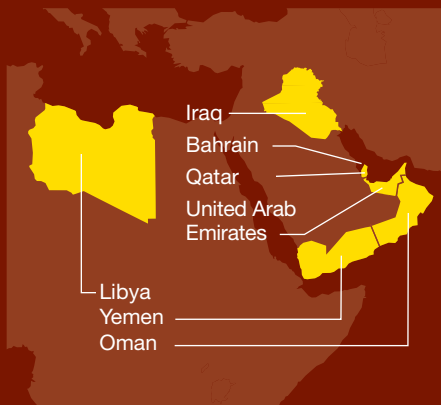 Iraq
Bahrain
Qatar
United Arab
Emirates
Libya
Yemen
Oman